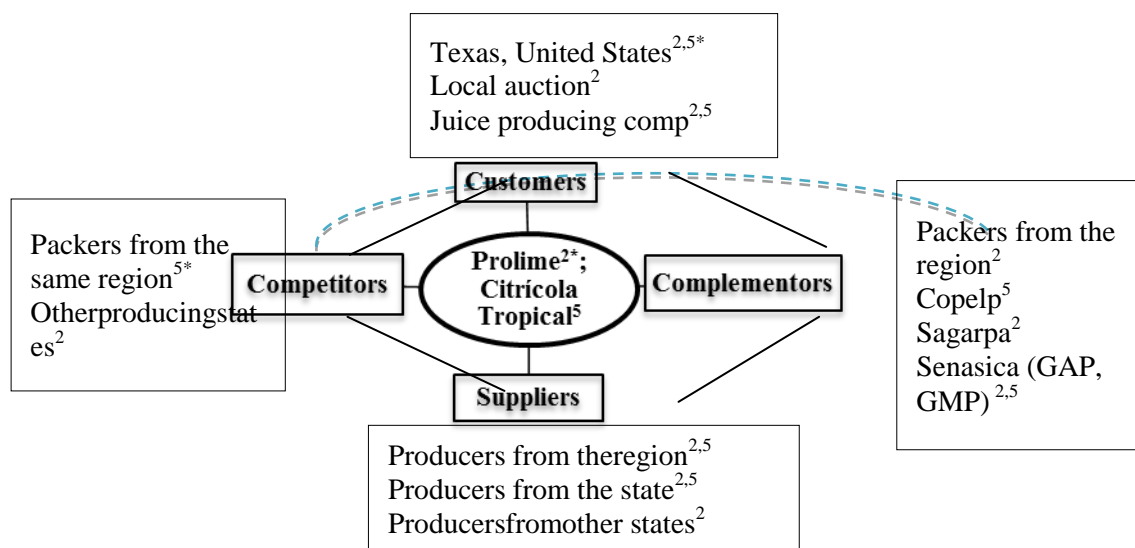 Texas, United States2,5*
Local auction2
Juice producing comp2,5
Customers
Packers from the
same region5*
Otherproducingstat
es2
Competitors
Prolime2*;
Citrícola
Tropical5
Complementors
Packers from the
region2
Copelp5
Sagarpa2
Senasica (GAP,
GMP) 2,5
Suppliers
Producers from theregion2,5
Producers from the state2,5
Producersfromother states2